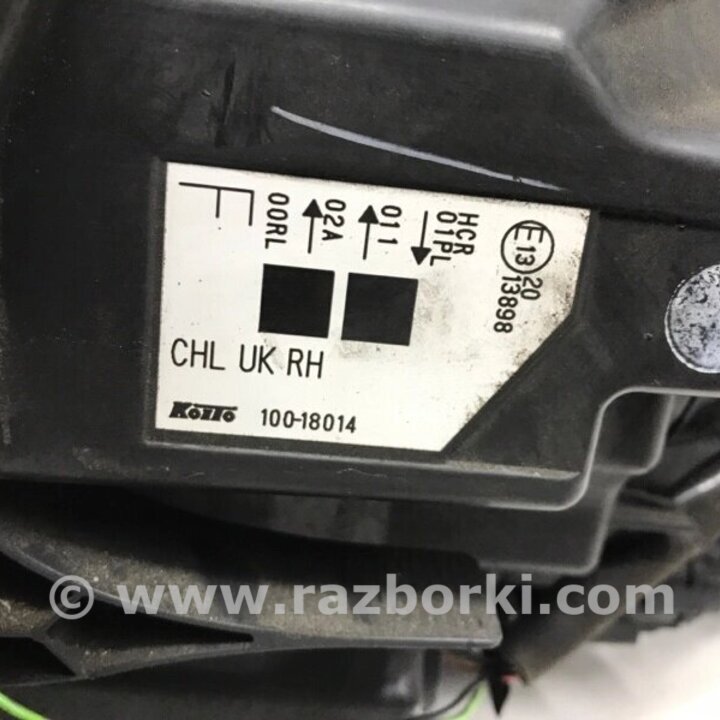 00RL
02A
011
HCR
01PL
E13
20
13898
CHL UK RH
KOITO 100-18014
© www.razborki.com